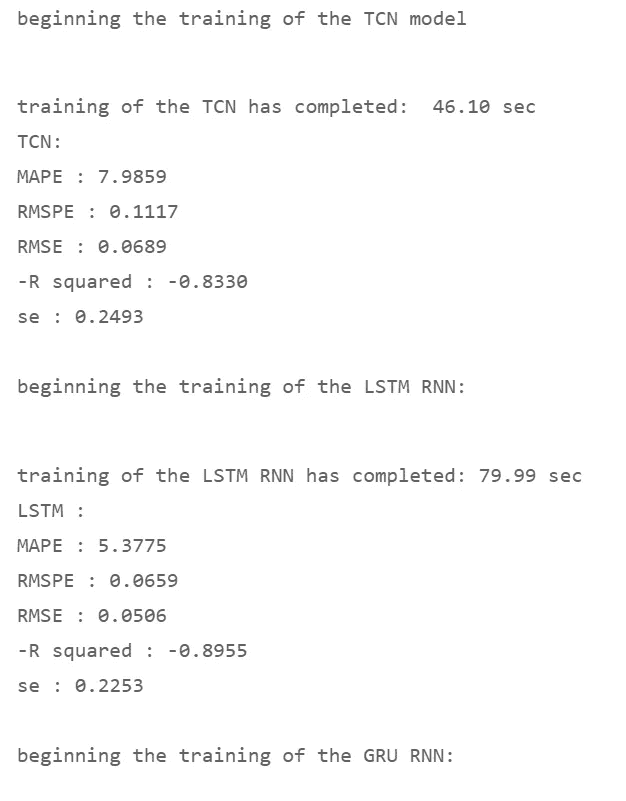 beginning the training of the TCN model
training of the TCN has completed:  46.10 sec
TCN:
MAPE : 7.9859
RMSPE : 0.1117
RMSE : 0.0689
-R squared : -0.8330
se : 0.2493
beginning the training of the LSTM RNN:
training of the LSTM RNN has completed: 79.99 sec
LSTM :
MAPE : 5.3775
RMSPE : 0.0659
RMSE : 0.0506
-R squared : -0.8955
se : 0.2253
beginning the training of the GRU RNN: